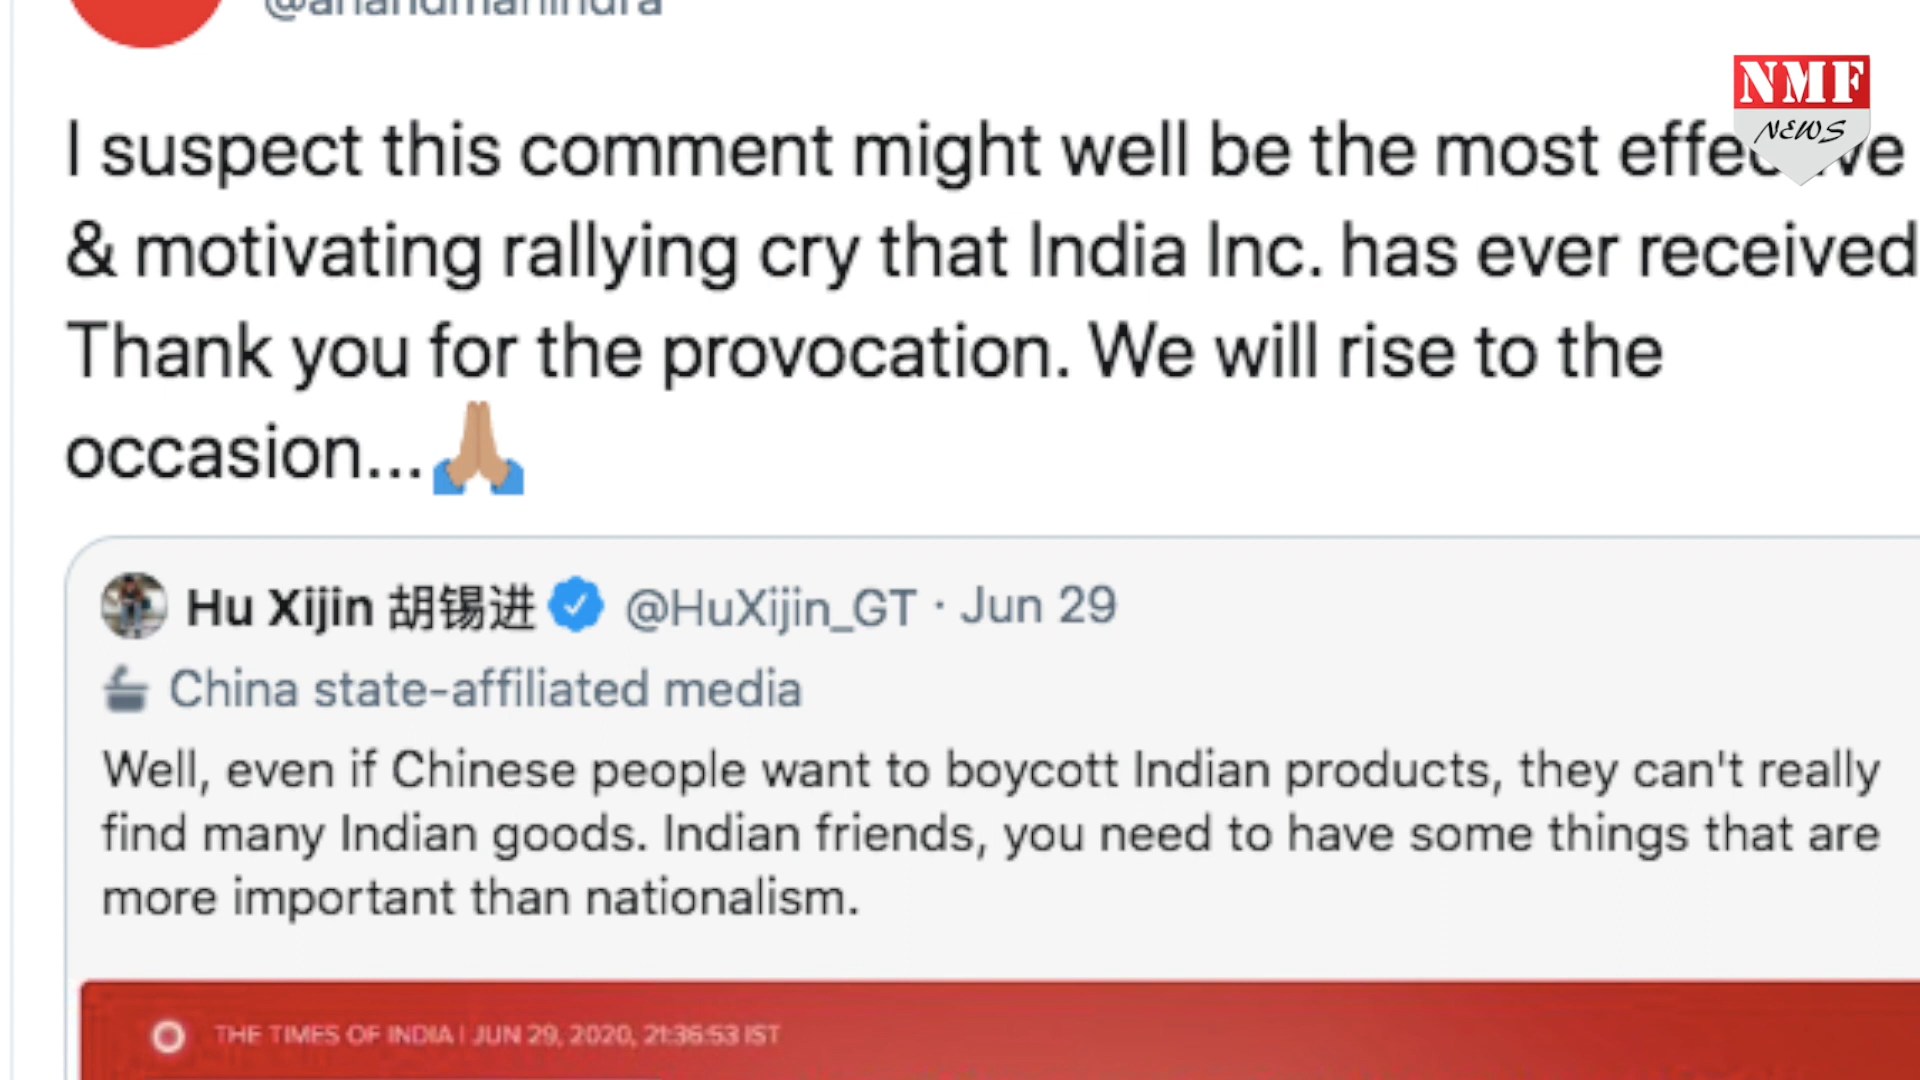 @anandmahindra
NMF
NEWS
I suspect this comment might well be the most effective
& motivating rallying cry that India Inc. has ever received
Thank you for the provocation. We will rise to the
occasion...🙏🏽
Hu Xijin 胡锡进 @HuXijin_GT · Jun 29
China state-affiliated media
Well, even if Chinese people want to boycott Indian products, they can't really
find many Indian goods. Indian friends, you need to have some things that are
more important than nationalism.
THE TIMES OF INDIA | JUN 29, 2020, 21:36:53 IST